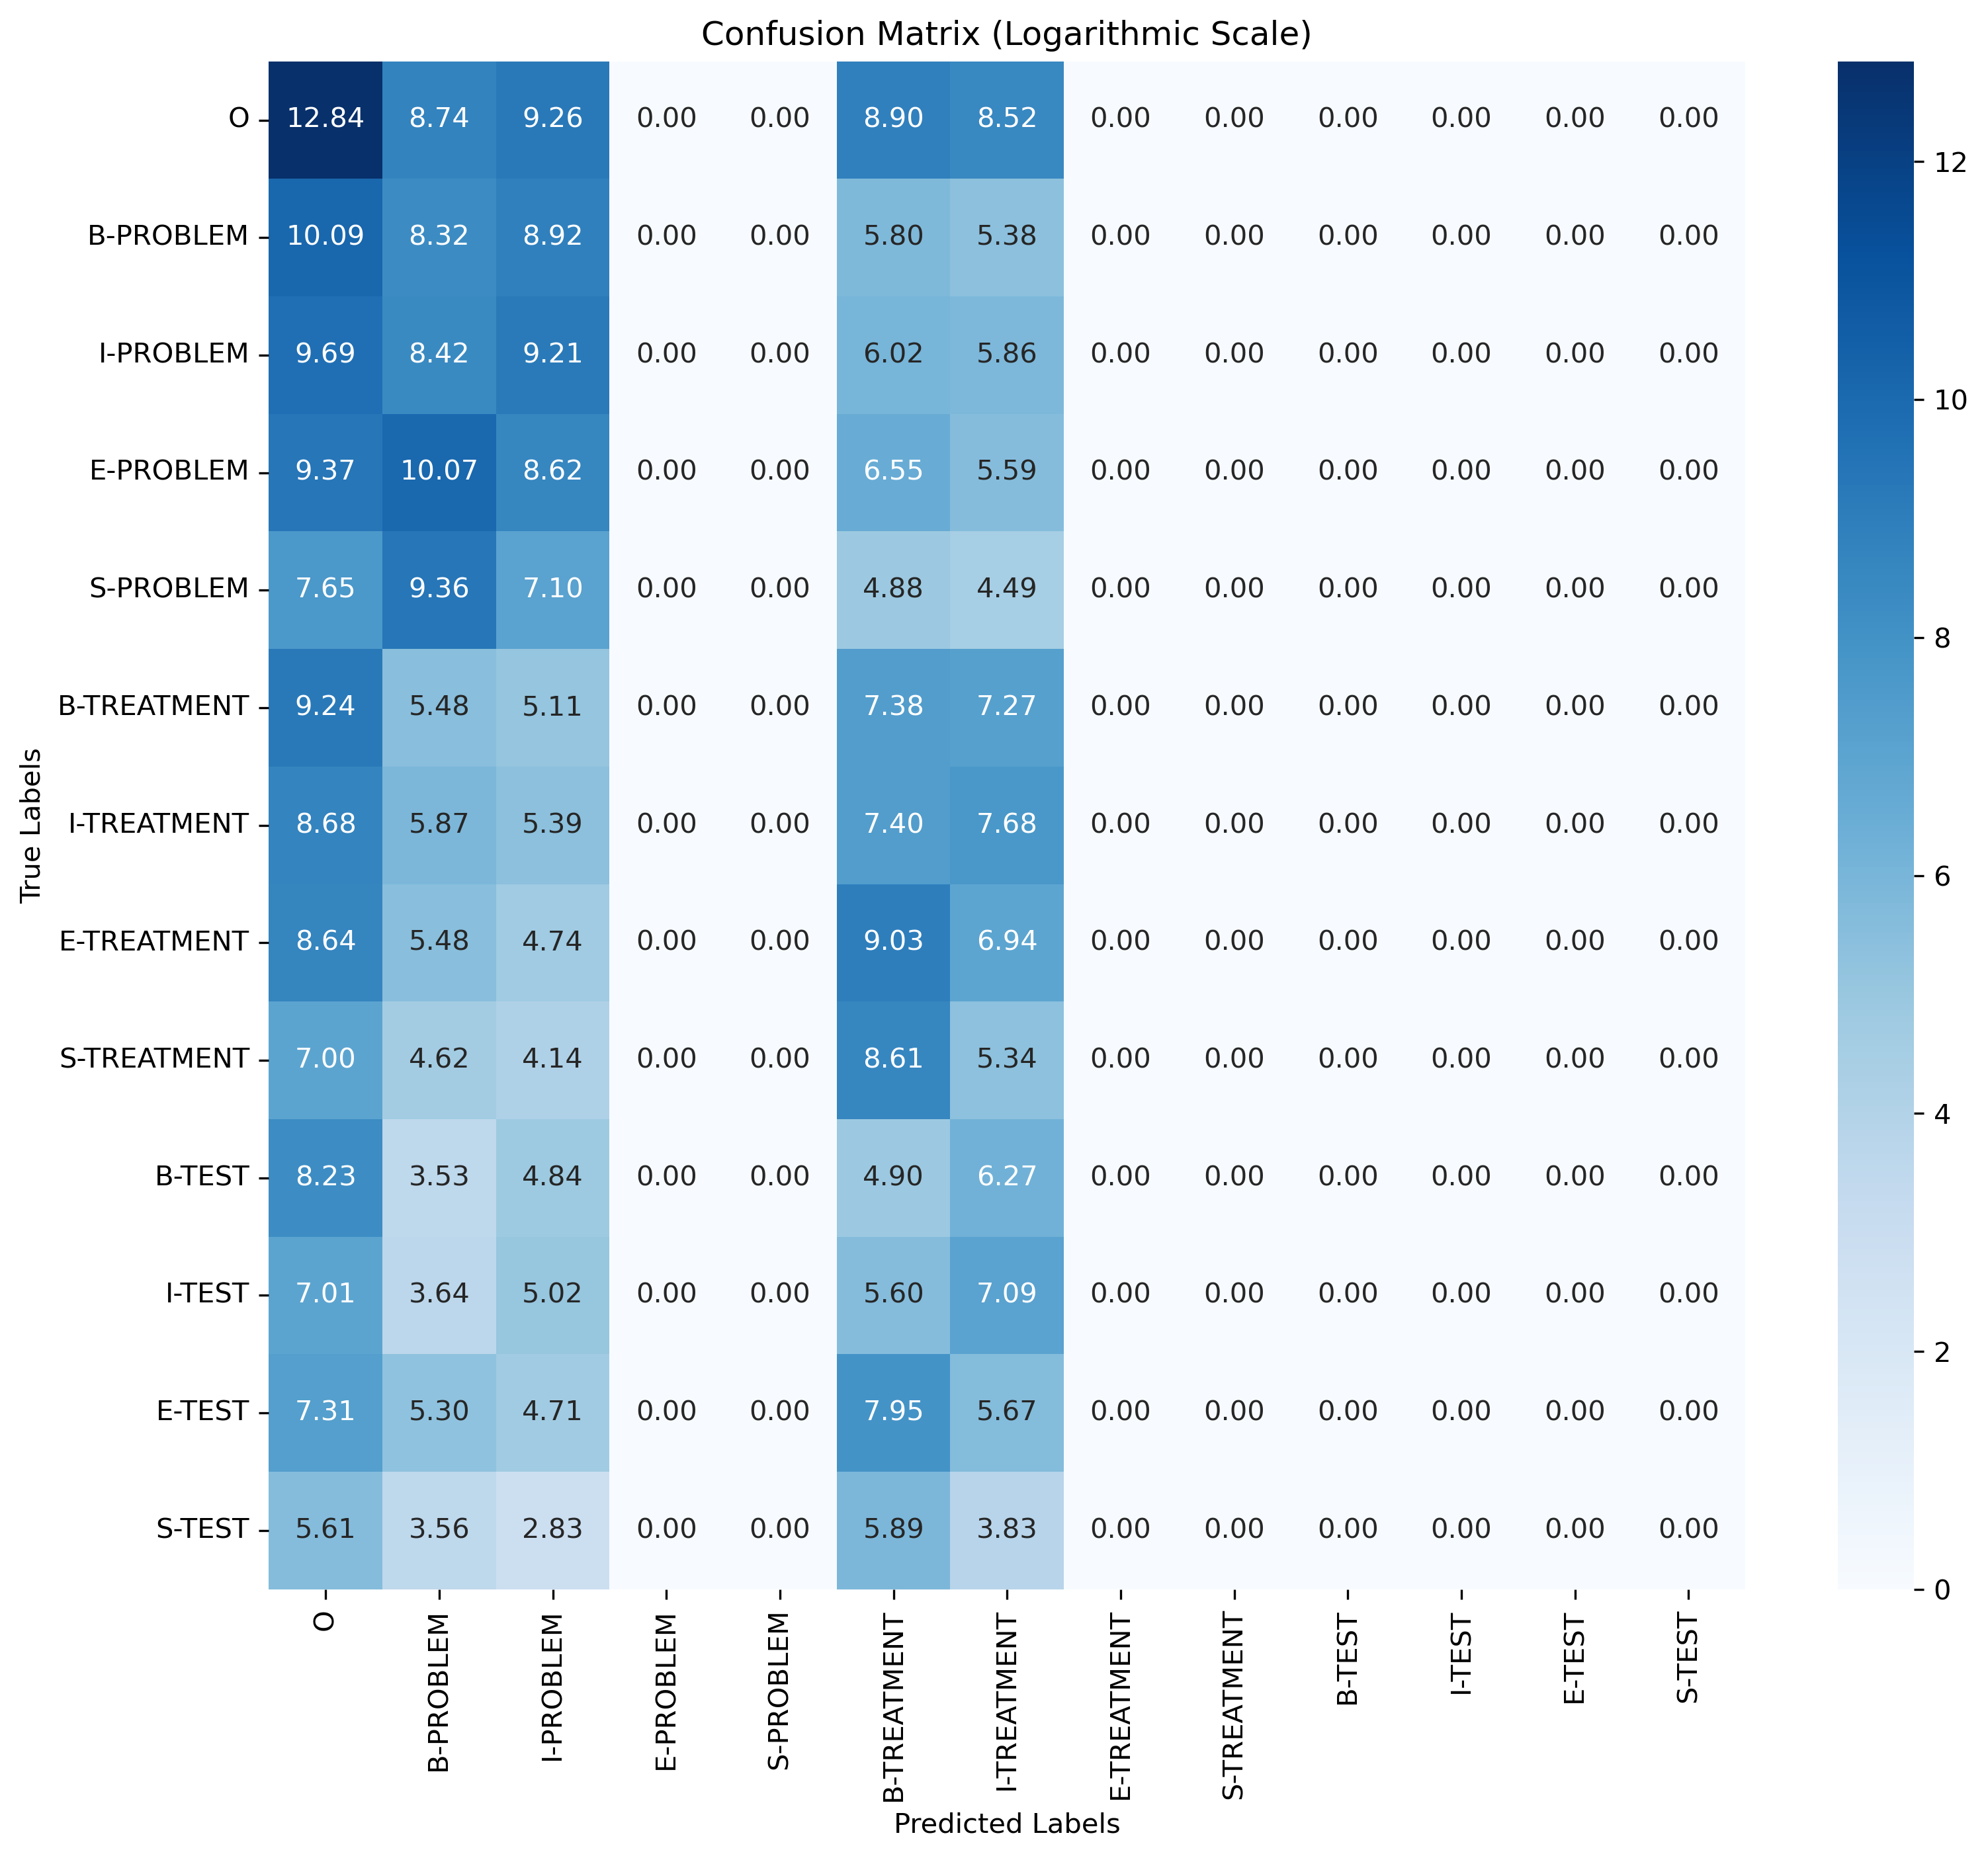 Confusion Matrix (Logarithmic Scale)
O 12.84 8.74 9.26 0.00 0.00 8.90 8.52 0.00 0.00 0.00 0.00 0.00 0.00
B-PROBLEM 10.09 8.32 8.92 0.00 0.00 5.80 5.38 0.00 0.00 0.00 0.00 0.00 0.00
I-PROBLEM 9.69 8.42 9.21 0.00 0.00 6.02 5.86 0.00 0.00 0.00 0.00 0.00 0.00
E-PROBLEM 9.37 10.07 8.62 0.00 0.00 6.55 5.59 0.00 0.00 0.00 0.00 0.00 0.00
S-PROBLEM 7.65 9.36 7.10 0.00 0.00 4.88 4.49 0.00 0.00 0.00 0.00 0.00 0.00
B-TREATMENT 9.24 5.48 5.11 0.00 0.00 7.38 7.27 0.00 0.00 0.00 0.00 0.00 0.00
I-TREATMENT 8.68 5.87 5.39 0.00 0.00 7.40 7.68 0.00 0.00 0.00 0.00 0.00 0.00
E-TREATMENT 8.64 5.48 4.74 0.00 0.00 9.03 6.94 0.00 0.00 0.00 0.00 0.00 0.00
S-TREATMENT 7.00 4.62 4.14 0.00 0.00 8.61 5.34 0.00 0.00 0.00 0.00 0.00 0.00
B-TEST 8.23 3.53 4.84 0.00 0.00 4.90 6.27 0.00 0.00 0.00 0.00 0.00 0.00
I-TEST 7.01 3.64 5.02 0.00 0.00 5.60 7.09 0.00 0.00 0.00 0.00 0.00 0.00
E-TEST 7.31 5.30 4.71 0.00 0.00 7.95 5.67 0.00 0.00 0.00 0.00 0.00 0.00
S-TEST 5.61 3.56 2.83 0.00 0.00 5.89 3.83 0.00 0.00 0.00 0.00 0.00 0.00
True Labels
O
B-PROBLEM
I-PROBLEM
E-PROBLEM
S-PROBLEM
B-TREATMENT
I-TREATMENT
E-TREATMENT
S-TREATMENT
B-TEST
I-TEST
E-TEST
S-TEST
Predicted Labels
12
10
8
6
4
2
0